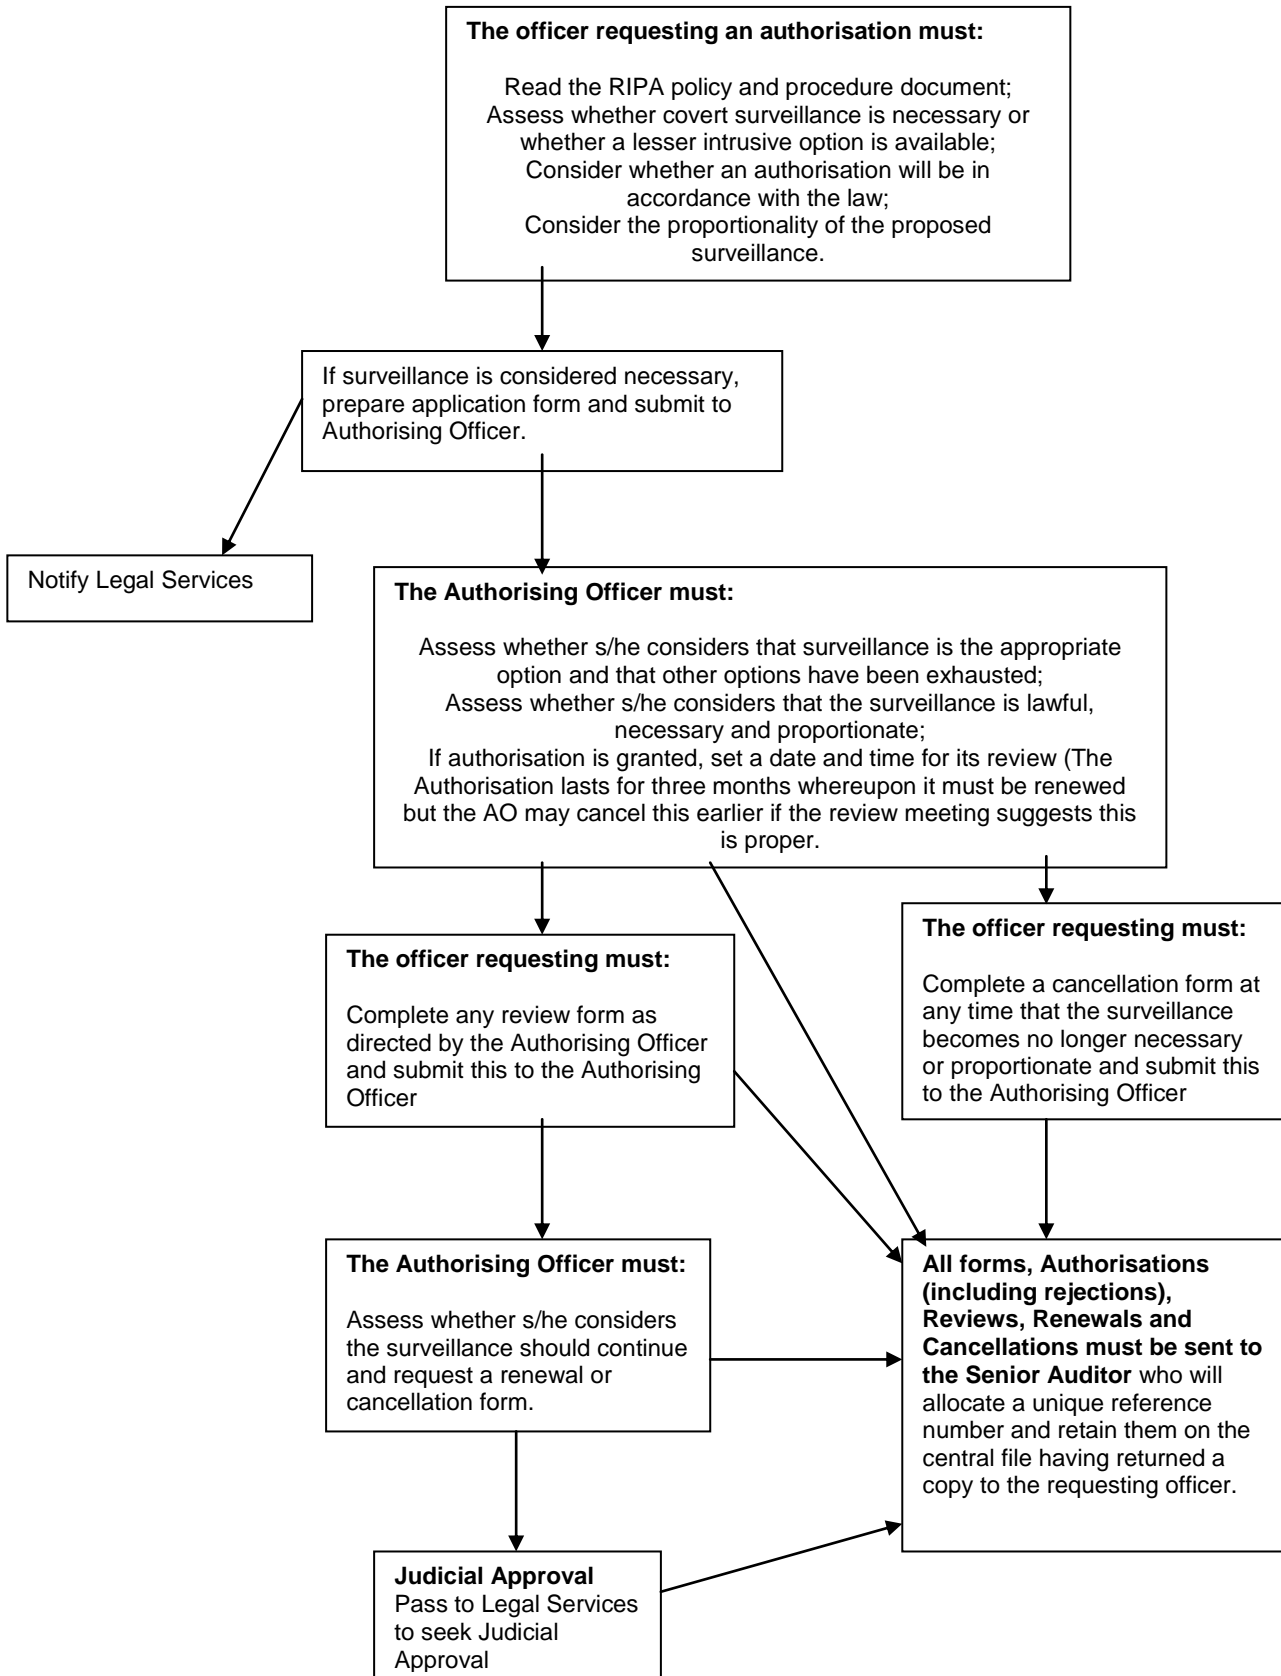 The officer requesting an authorisation must:
Read the RIPA policy and procedure document;
Assess whether covert surveillance is necessary or
whether a lesser intrusive option is available;
Consider whether an authorisation will be in
accordance with the law;
Consider the proportionality of the proposed
surveillance.
If surveillance is considered necessary,
prepare application form and submit to
Authorising Officer.
Notify Legal Services
The Authorising Officer must:
Assess whether s/he considers that surveillance is the appropriate
option and that other options have been exhausted;
Assess whether s/he considers that the surveillance is lawful,
necessary and proportionate;
If authorisation is granted, set a date and time for its review (The
Authorisation lasts for three months whereupon it must be renewed
but the AO may cancel this earlier if the review meeting suggests this
is proper.
The officer requesting must:
Complete any review form as
directed by the Authorising Officer
and submit this to the Authorising
Officer
The officer requesting must:
Complete a cancellation form at
any time that the surveillance
becomes no longer necessary
or proportionate and submit this
to the Authorising Officer
The Authorising Officer must:
Assess whether s/he considers
the surveillance should continue
and request a renewal or
cancellation form.
All forms, Authorisations
(including rejections),
Reviews, Renewals and
Cancellations must be sent to
the Senior Auditor who will
allocate a unique reference
number and retain them on the
central file having returned a
copy to the requesting officer.
Judicial Approval
Pass to Legal Services
to seek Judicial
Approval